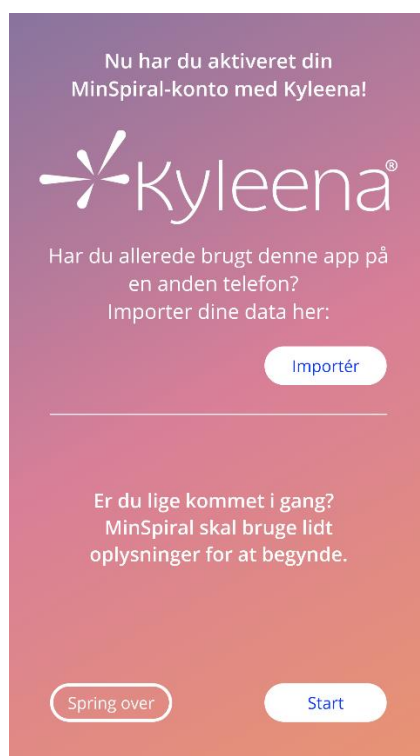 Nu har du aktiveret din
MinSpiral-konto med Kyleena!
Kyleena®
Har du allerede brugt denne app på
en anden telefon?
Importer dine data her:
Importér
Er du lige kommet i gang?
MinSpiral skal bruge lidt
oplysninger for at begynde.
Spring over
Start